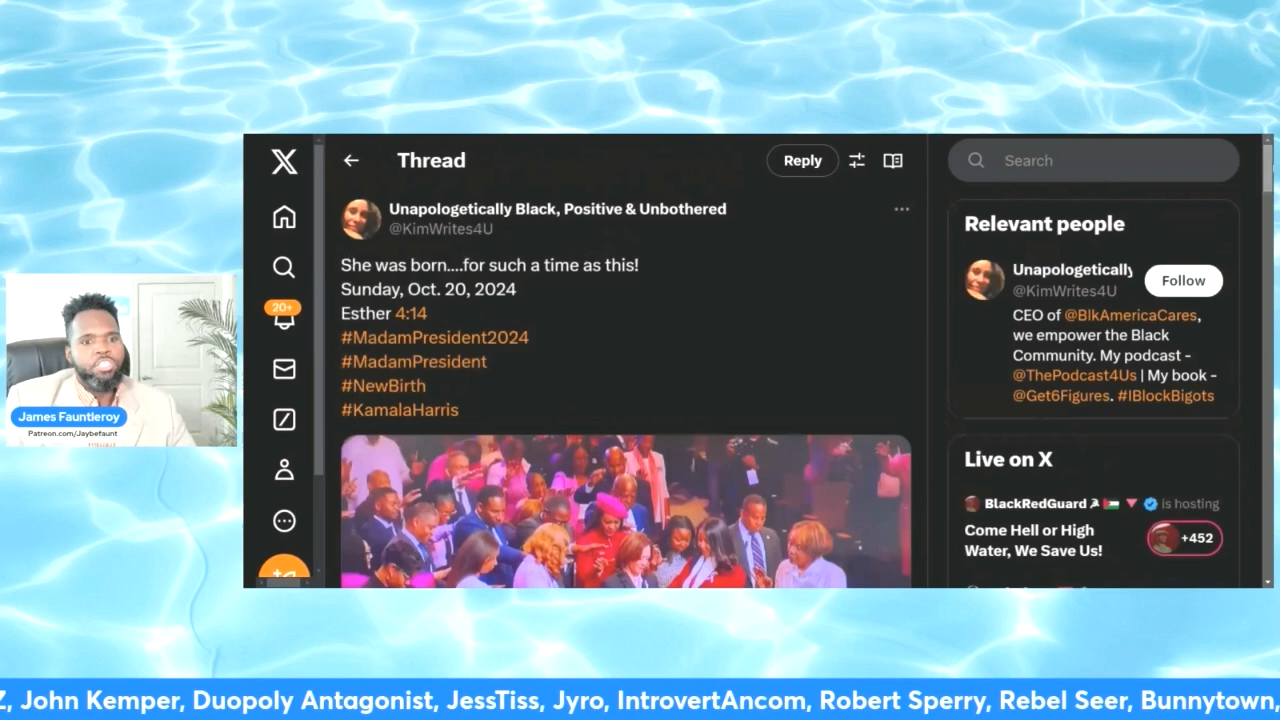 Thread
Reply
Search
Unapologetically Black, Positive & Unbothered
@KimWrites4U
She was born....for such a time as this!
Sunday, Oct. 20, 2024
Esther 4:14
#MadamPresident2024
#MadamPresident
#NewBirth
#KamalaHarris
20+
Relevant people
Unapologetically
@KimWrites4U
Follow
CEO of @BlkAmericaCares,
we empower the Black
Community. My podcast -
@ThePodcast4Us | My book -
@Get6Figures. #IBlockBigots
Live on X
BlackRedGuard is hosting
Come Hell or High
Water, We Save Us!
+452
James Fauntleroy
Patreon.com/Jaybefaunt
Z, John Kemper, Duopoly Antagonist, JessTiss, Jyro, IntrovertAncom, Robert Sperry, Rebel Seer, Bunnytown,